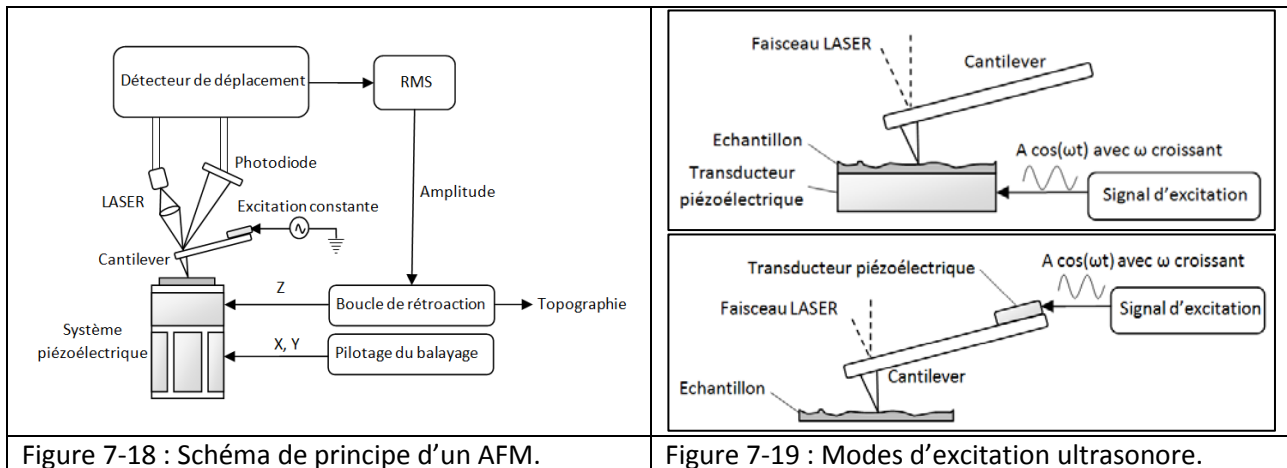 Détecteur de déplacement
RMS
Photodiode
LASER
Amplitude
Excitation constante
Cantilever
Z
Boucle de rétroaction
Topographie
Système
piézoélectrique
X, Y
Pilotage du balayage
Figure 7-18 : Schéma de principe d’un AFM.
Faisceau LASER
Cantilever
Echantillon
A cos(ωt) avec ω croissant
Transducteur
piézoélectrique
Signal d’excitation
Transducteur piézoélectrique
A cos(ωt) avec ω croissant
Faisceau LASER
Signal d’excitation
Cantilever
Echantillon
Figure 7-19 : Modes d’excitation ultrasonore.